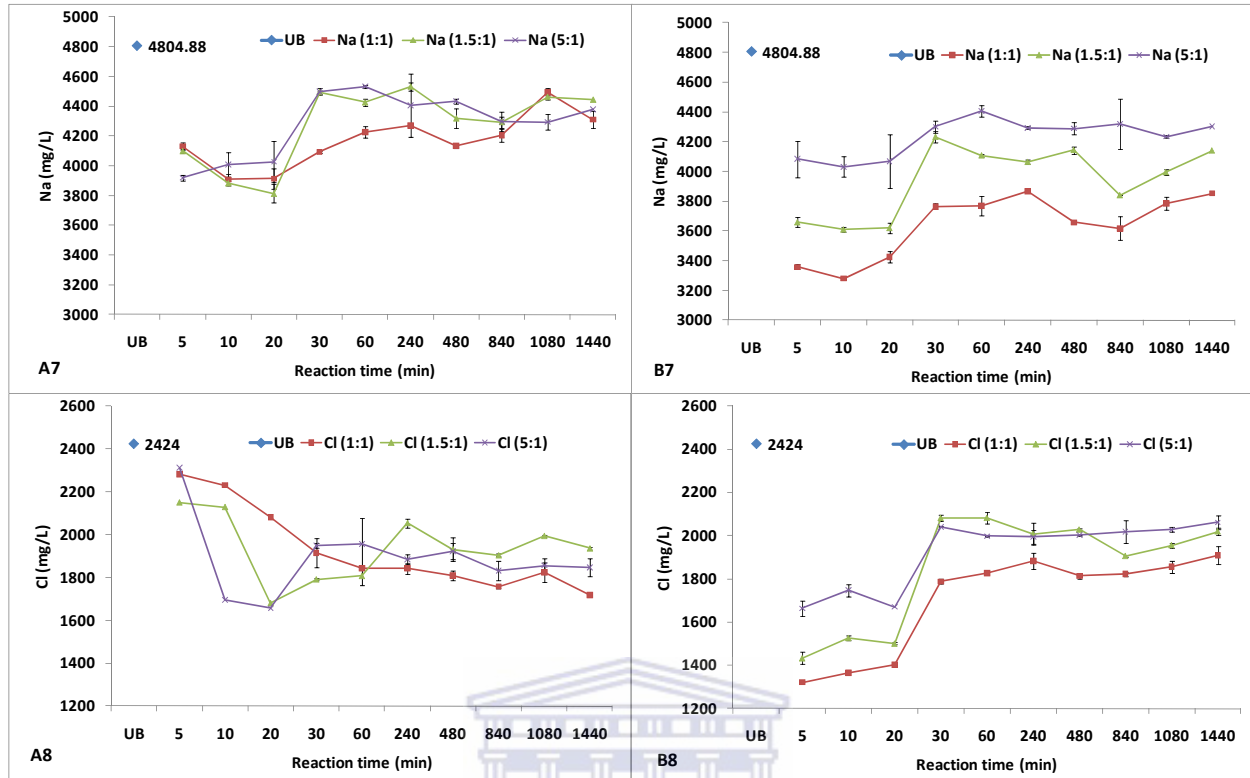 5000
4800
4600
4400
4200
4000
3800
3600
3400
3200
3000
Na (mg/L)
4804.88
UB Na (1:1) Na (1.5:1) Na (5:1)
UB 5 10 20 30 60 240 480 840 1080 1440
Reaction time (min)
A7
5000
4800
4600
4400
4200
4000
3800
3600
3400
3200
3000
Na (mg/L)
4804.88
UB Na (1:1) Na (1.5:1) Na (5:1)
UB 5 10 20 30 60 240 480 840 1080 1440
Reaction time (min)
B7
2600
2400
2200
2000
1800
1600
1400
1200
Cl (mg/L)
2424
UB Cl (1:1) Cl (1.5:1) Cl (5:1)
UB 5 10 20 30 60 240 480 840 1080 1440
Reaction time (min)
A8
2600
2400
2200
2000
1800
1600
1400
1200
Cl (mg/L)
2424
UB Cl (1:1) Cl (1.5:1) Cl (5:1)
UB 5 10 20 30 60 240 480 840 1080 1440
Reaction time (min)
B8